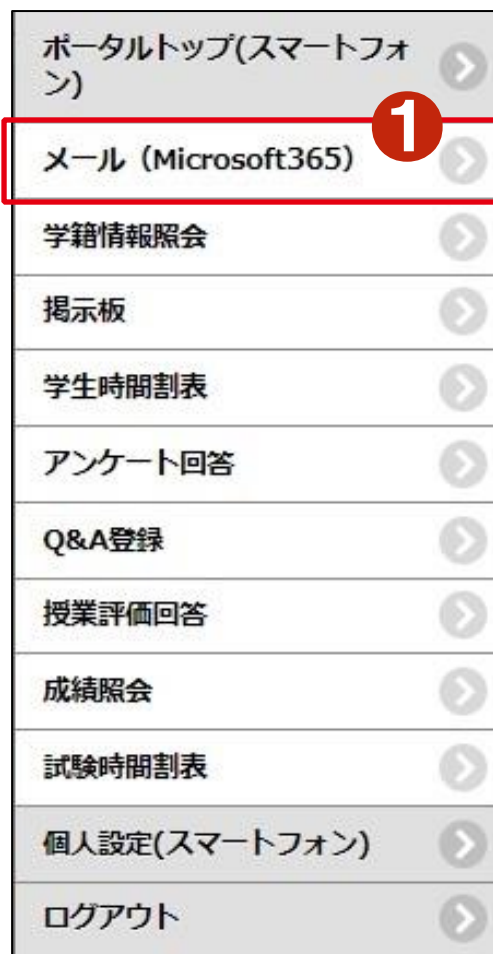 ポータルトップ(スマートフォ
ン)
1
メール（Microsoft365）
学籍情報照会
掲示板
学生時間割表
アンケート回答
Q&A登録
授業評価回答
成績照会
試験時間割表
個人設定(スマートフォン)
ログアウト